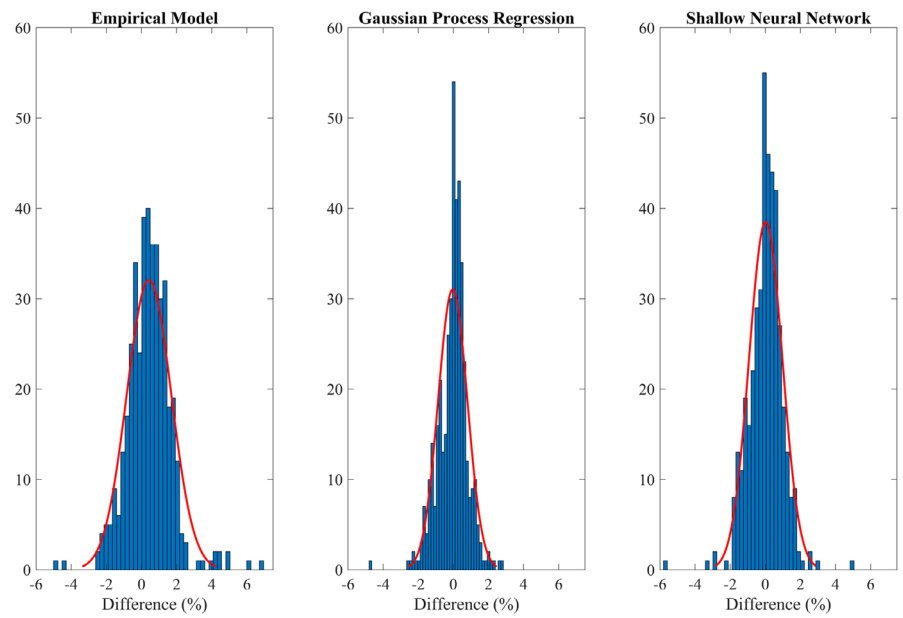 Empirical Model
Gaussian Process Regression
Shallow Neural Network
60
50
40
30
20
10
0
-6 -4 -2 0 2 4 6
Difference (%)
60
50
40
30
20
10
0
-6 -4 -2 0 2 4 6
Difference (%)
60
50
40
30
20
10
0
-6 -4 -2 0 2 4 6
Difference (%)